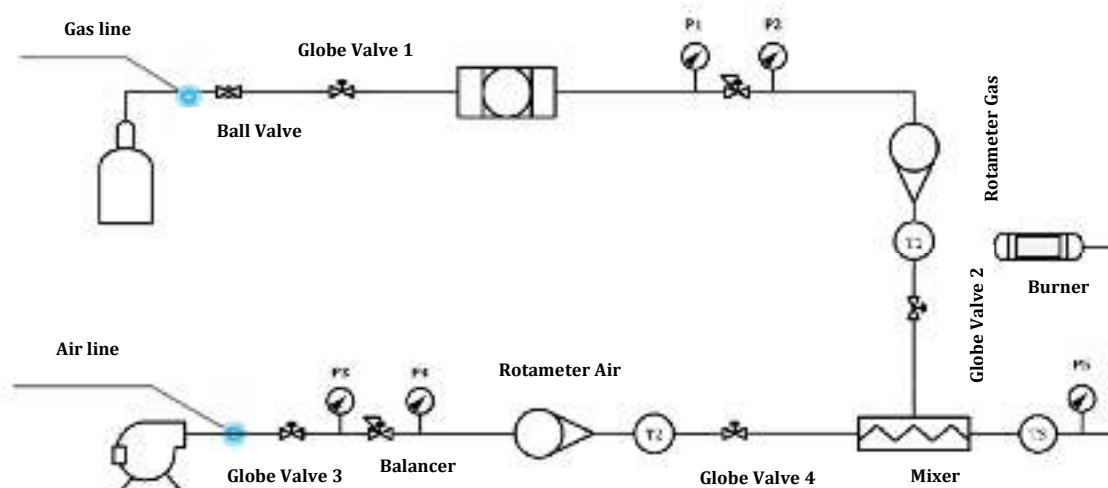 Gas line
Globe Valve 1
P1
P2
Ball Valve
Rotameter Gas
T1
Burner
Globe Valve 2
Air line
P3
P4
Rotameter Air
P5
T2
T3
Globe Valve 3
Balancer
Globe Valve 4
Mixer